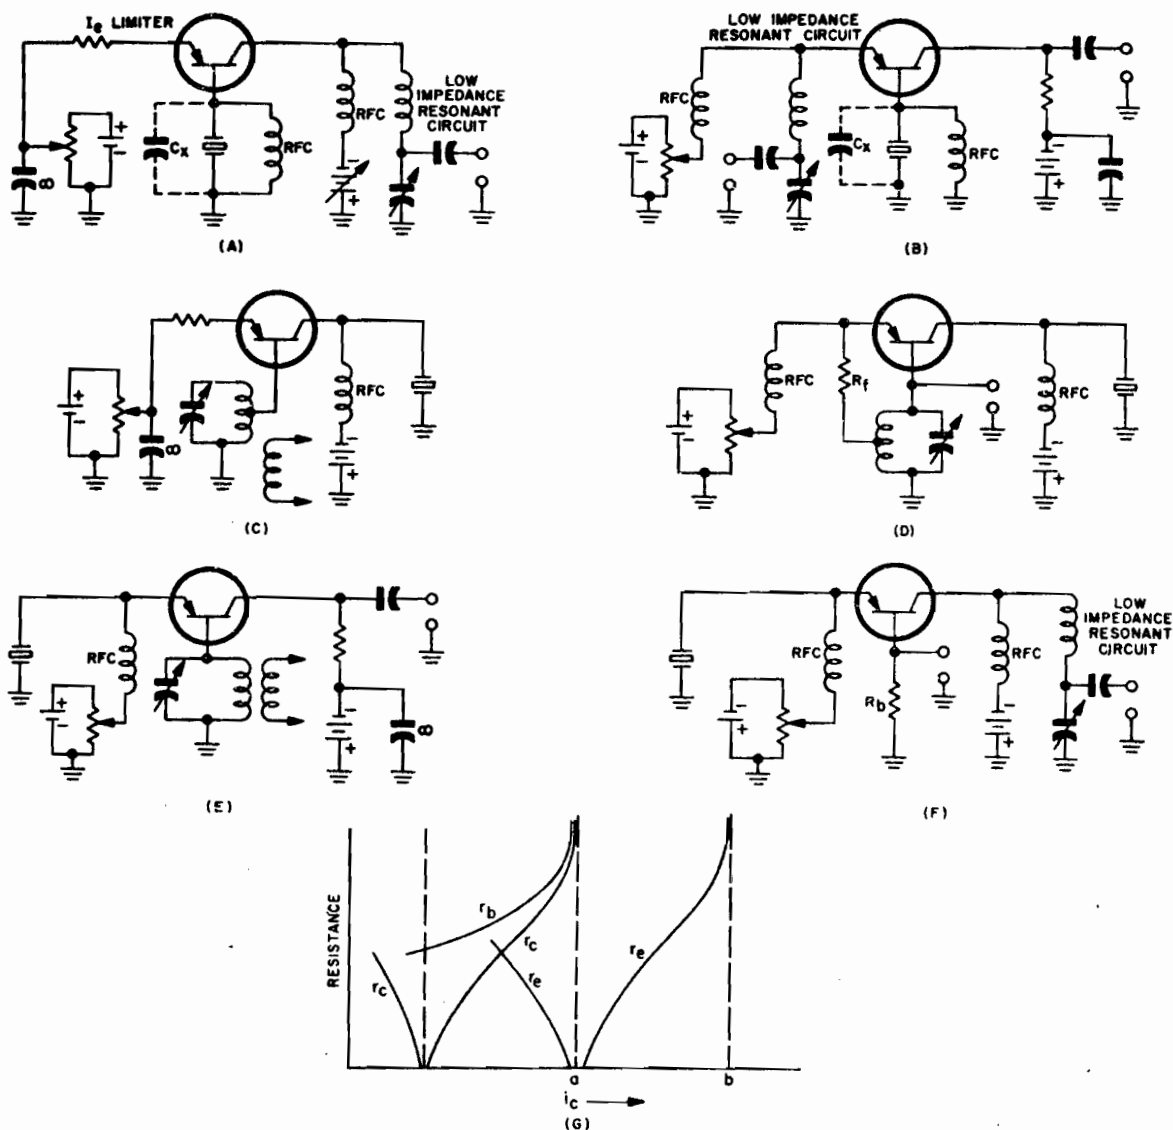 Ie LIMITER
LOW
IMPEDANCE
RESONANT
CIRCUIT
RFC
+
-
Cx
RFC
-
+
∞
(A)
LOW IMPEDANCE
RESONANT CIRCUIT
RFC
+
-
Cx
RFC
-
+
(B)
RFC
+
-
∞
-
+
(C)
RFC
Rf
RFC
+
-
-
+
(D)
RFC
+
-
-
+
∞
(E)
LOW
IMPEDANCE
RESONANT
CIRCUIT
RFC
RFC
Rb
-
+
-
+
(F)
RESISTANCE
rb
rc
re
re
rc
a
b
ic
(G)